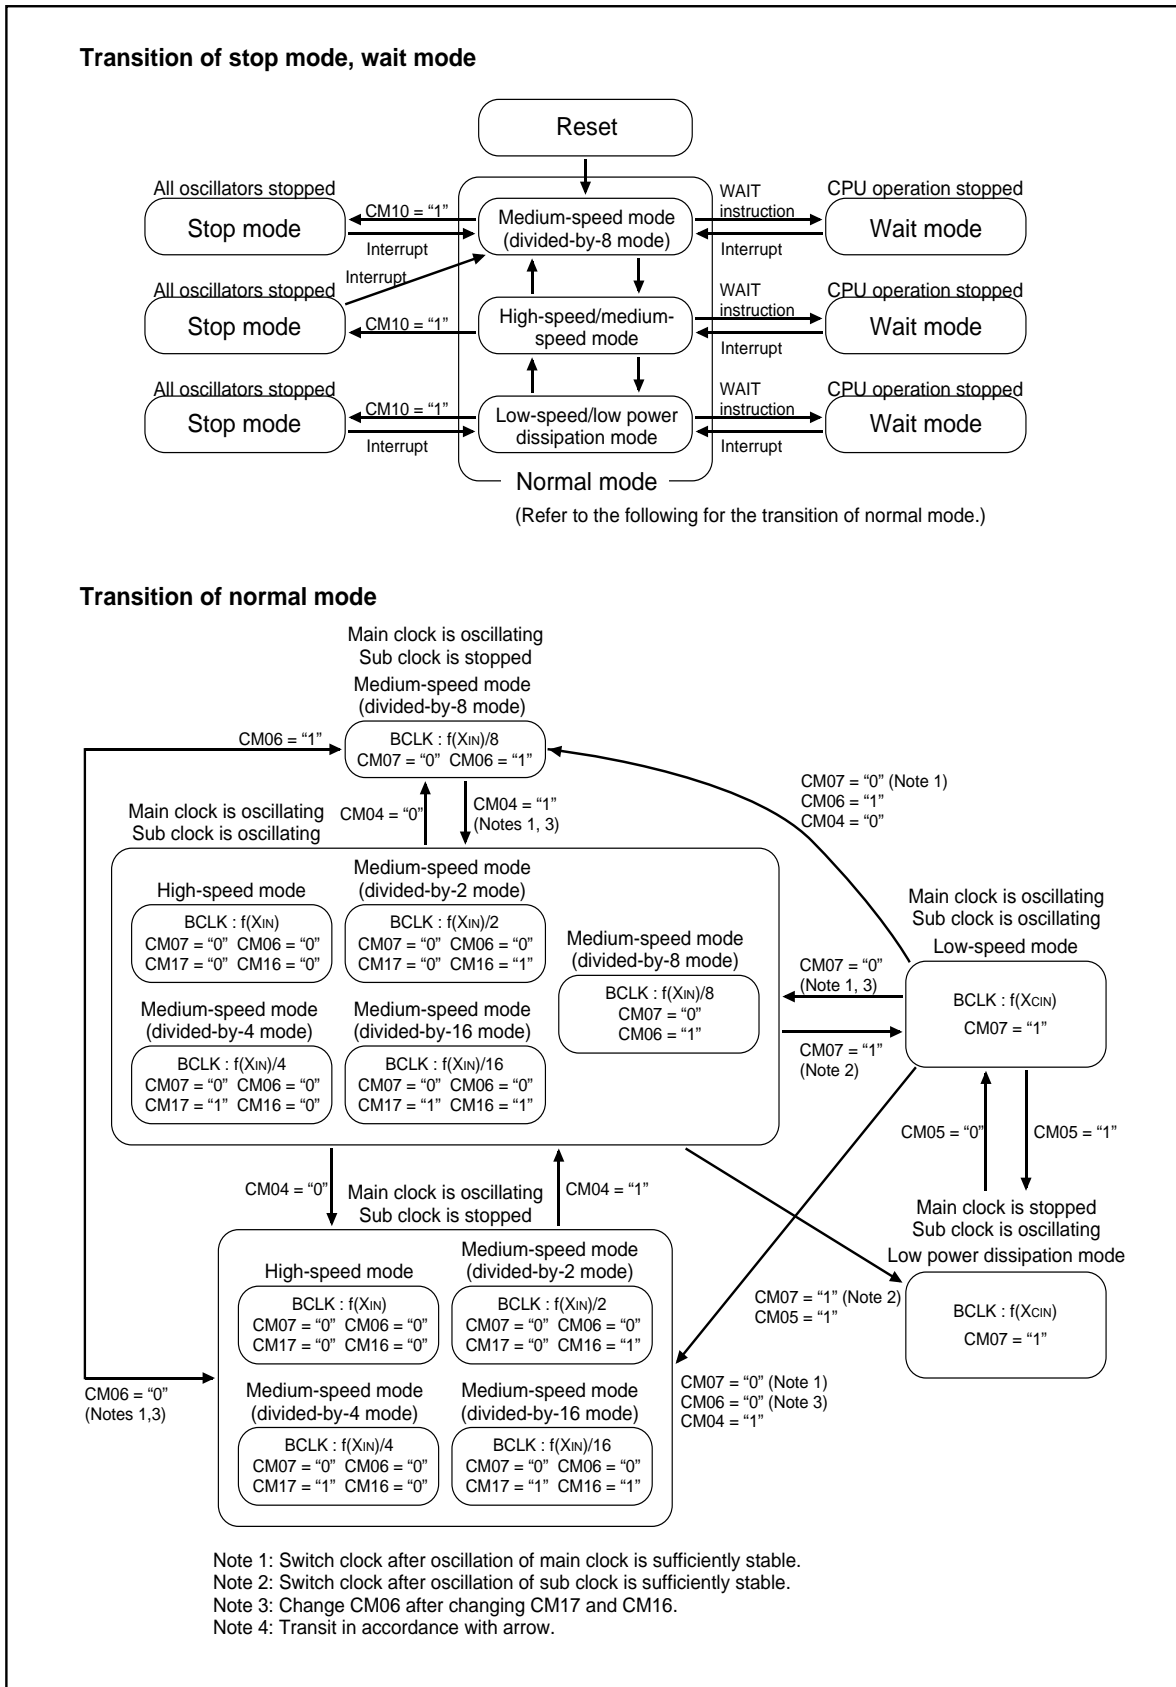 Transition of stop mode, wait mode
Reset
All oscillators stopped
Stop mode
CM10 = “1”
Interrupt
Medium-speed mode
(divided-by-8 mode)
WAIT
instruction
Interrupt
CPU operation stopped
Wait mode
Interrupt
All oscillators stopped
Stop mode
CM10 = “1”
High-speed/medium-
speed mode
WAIT
instruction
Interrupt
CPU operation stopped
Wait mode
All oscillators stopped
Stop mode
CM10 = “1”
Interrupt
Low-speed/low power
dissipation mode
WAIT
instruction
Interrupt
CPU operation stopped
Wait mode
Normal mode
(Refer to the following for the transition of normal mode.)
Transition of normal mode
Main clock is oscillating
Sub clock is stopped
Medium-speed mode
(divided-by-8 mode)
CM06 = “1”
BCLK : f(XIN)/8
CM07 = “0” CM06 = “1”
CM07 = “0” (Note 1)
CM06 = “1”
CM04 = “0”
Main clock is oscillating
Sub clock is oscillating
CM04 = “0”
CM04 = “1”
(Notes 1, 3)
High-speed mode
BCLK : f(XIN)
CM07 = “0” CM06 = “0”
CM17 = “0” CM16 = “0”
Medium-speed mode
(divided-by-2 mode)
BCLK : f(XIN)/2
CM07 = “0” CM06 = “0”
CM17 = “0” CM16 = “1”
Medium-speed mode
(divided-by-8 mode)
BCLK : f(XIN)/8
CM07 = “0”
CM06 = “1”
Medium-speed mode
(divided-by-4 mode)
BCLK : f(XIN)/4
CM07 = “0” CM06 = “0”
CM17 = “1” CM16 = “0”
Medium-speed mode
(divided-by-16 mode)
BCLK : f(XIN)/16
CM07 = “0” CM06 = “0”
CM17 = “1” CM16 = “1”
CM07 = “0”
(Note 1, 3)
CM07 = “1”
(Note 2)
Main clock is oscillating
Sub clock is oscillating
Low-speed mode
BCLK : f(XCIN)
CM07 = “1”
CM05 = “0”
CM05 = “1”
Main clock is stopped
Sub clock is oscillating
Low power dissipation mode
BCLK : f(XCIN)
CM07 = “1”
CM07 = “1” (Note 2)
CM05 = “1”
CM04 = “0”
Main clock is oscillating
Sub clock is stopped
CM04 = “1”
High-speed mode
BCLK : f(XIN)
CM07 = “0” CM06 = “0”
CM17 = “0” CM16 = “0”
Medium-speed mode
(divided-by-2 mode)
BCLK : f(XIN)/2
CM07 = “0” CM06 = “0”
CM17 = “0” CM16 = “1”
CM06 = “0”
(Notes 1,3)
Medium-speed mode
(divided-by-4 mode)
BCLK : f(XIN)/4
CM07 = “0” CM06 = “0”
CM17 = “1” CM16 = “0”
Medium-speed mode
(divided-by-16 mode)
BCLK : f(XIN)/16
CM07 = “0” CM06 = “0”
CM17 = “1” CM16 = “1”
CM07 = “0” (Note 1)
CM06 = “0” (Note 3)
CM04 = “1”
Note 1: Switch clock after oscillation of main clock is sufficiently stable.
Note 2: Switch clock after oscillation of sub clock is sufficiently stable.
Note 3: Change CM06 after changing CM17 and CM16.
Note 4: Transit in accordance with arrow.